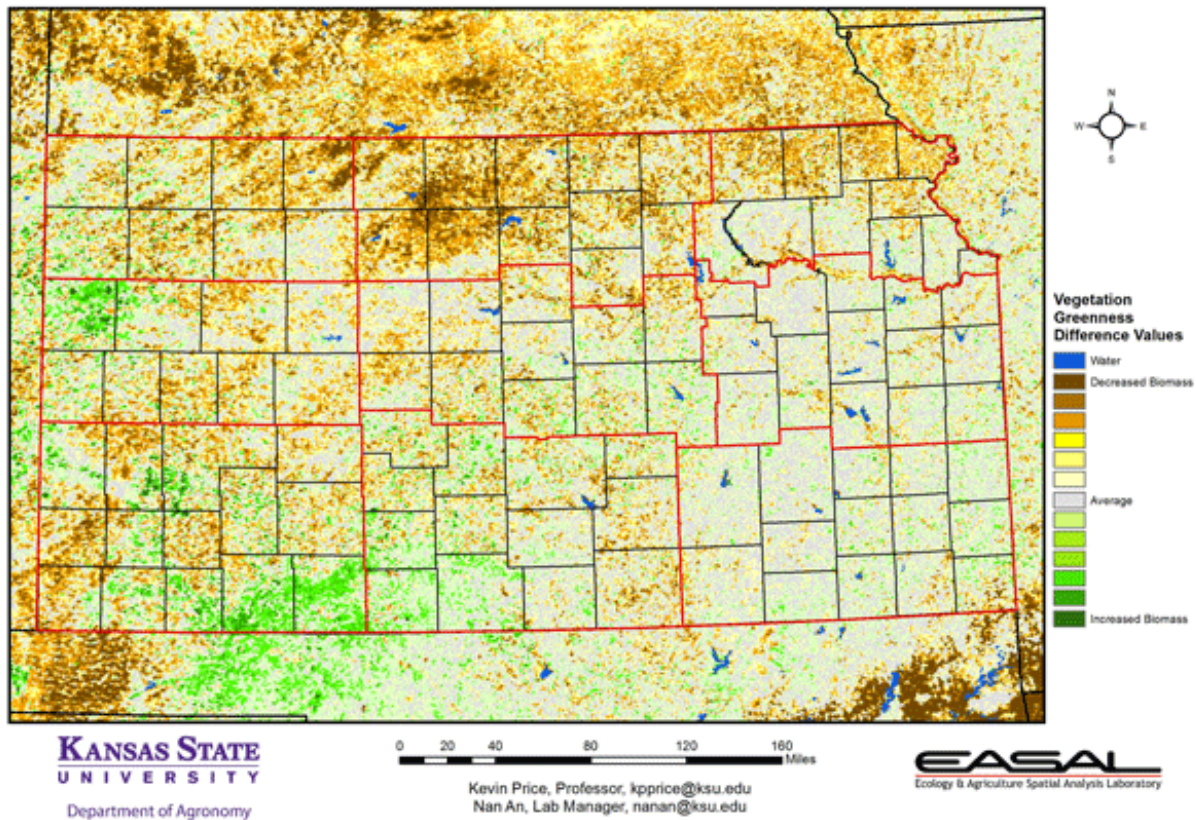 N
W
E
S
Vegetation
Greenness
Difference Values
Water
Decreased Biomass
Average
Increased Biomass
KANSAS STATE
UNIVERSITY
Department of Agronomy
0 20 40 80 120 160
Miles
Kevin Price, Professor, kpprice@ksu.edu
Nan An, Lab Manager, nanan@ksu.edu
EASAL
Ecology & Agriculture Spatial Analysis Laboratory